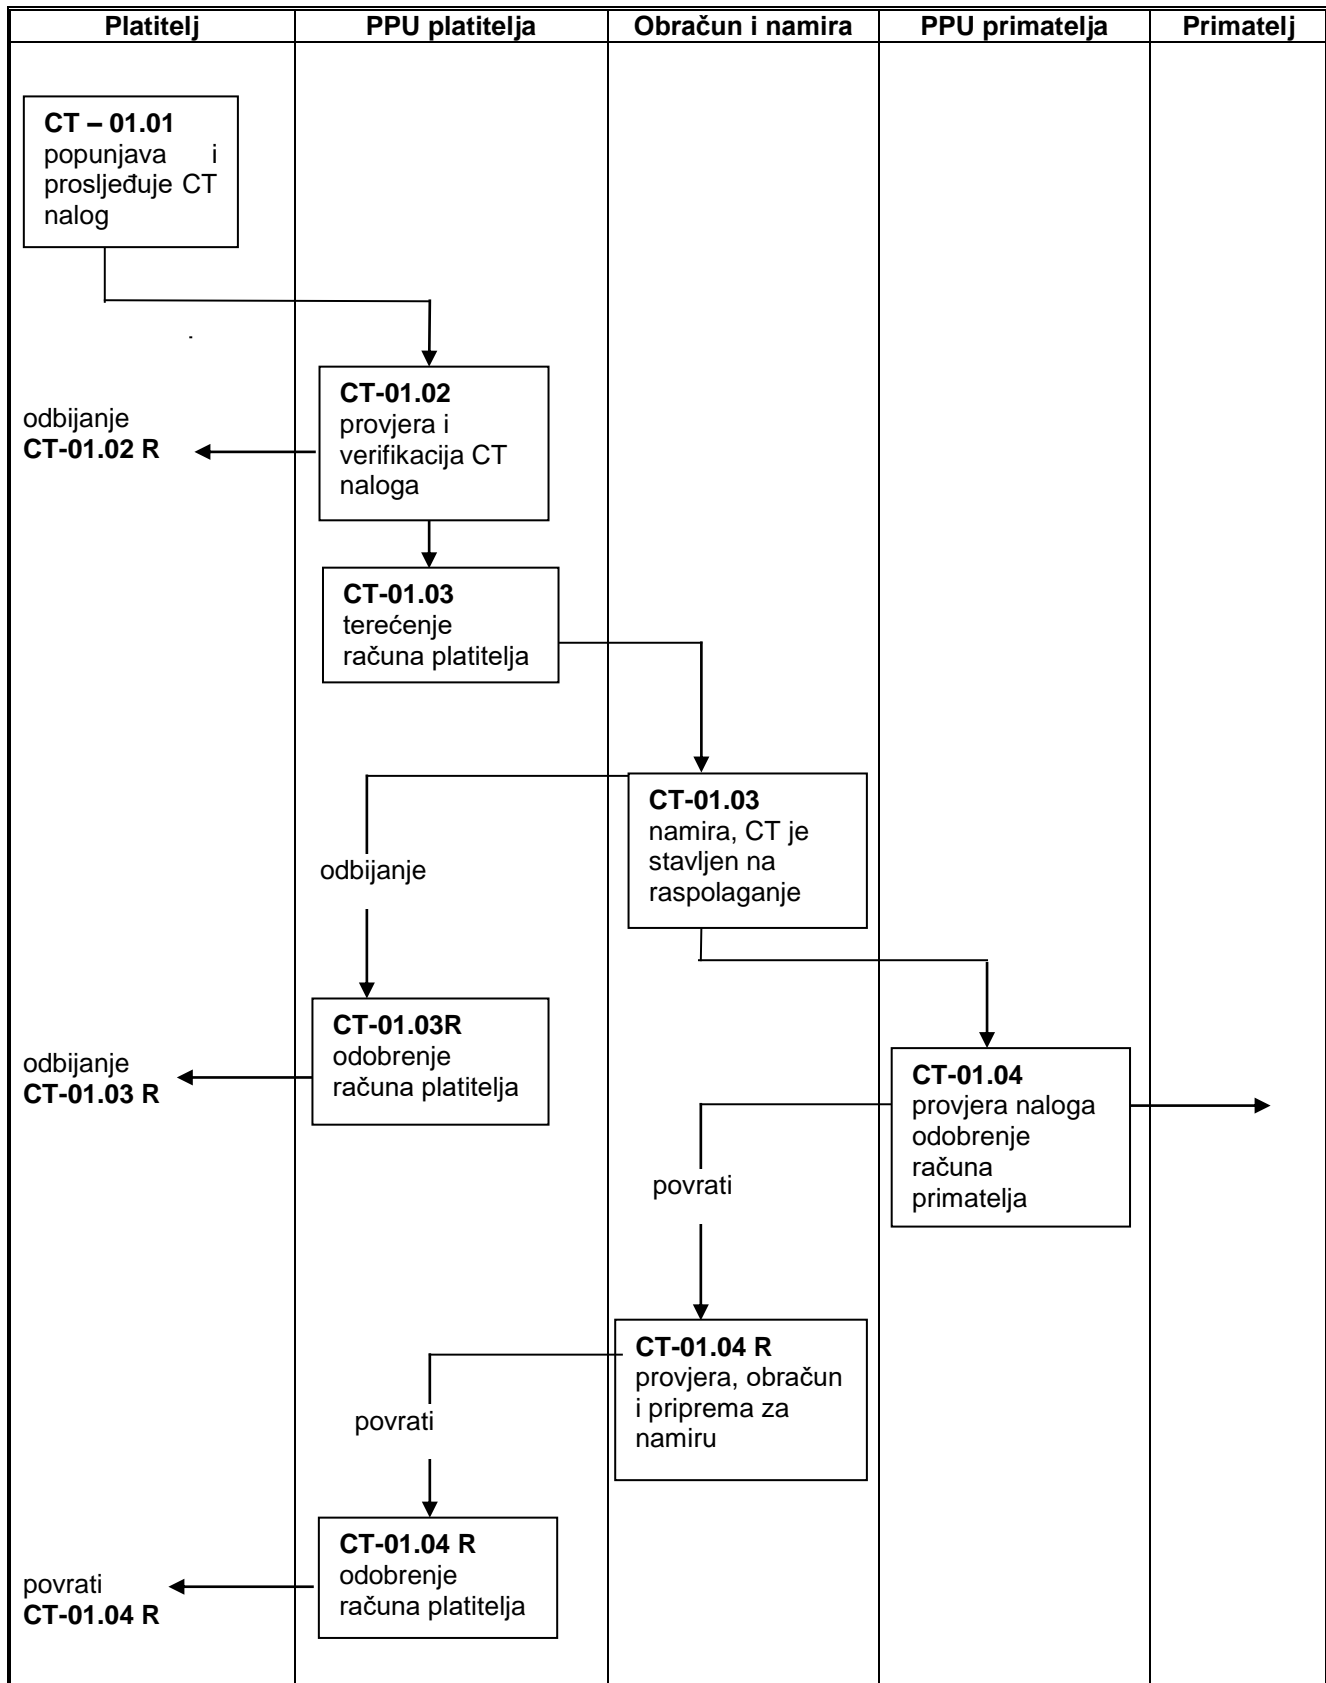 Platitelj
PPU platitelja
Obračun i namira
PPU primatelja
Primatelj
CT – 01.01
popunjava i
prosljeđuje CT
nalog
.
CT-01.02
provjera i
verifikacija CT
naloga
odbijanje
CT-01.02 R
CT-01.03
terećenje
računa platitelja
CT-01.03
namira, CT je
stavljen na
raspolaganje
odbijanje
CT-01.03R
odobrenje
računa platitelja
odbijanje
CT-01.03 R
CT-01.04
provjera naloga
odobrenje
računa
primatelja
povrati
CT-01.04 R
provjera, obračun
i priprema za
namiru
povrati
CT-01.04 R
odobrenje
računa platitelja
povrati
CT-01.04 R